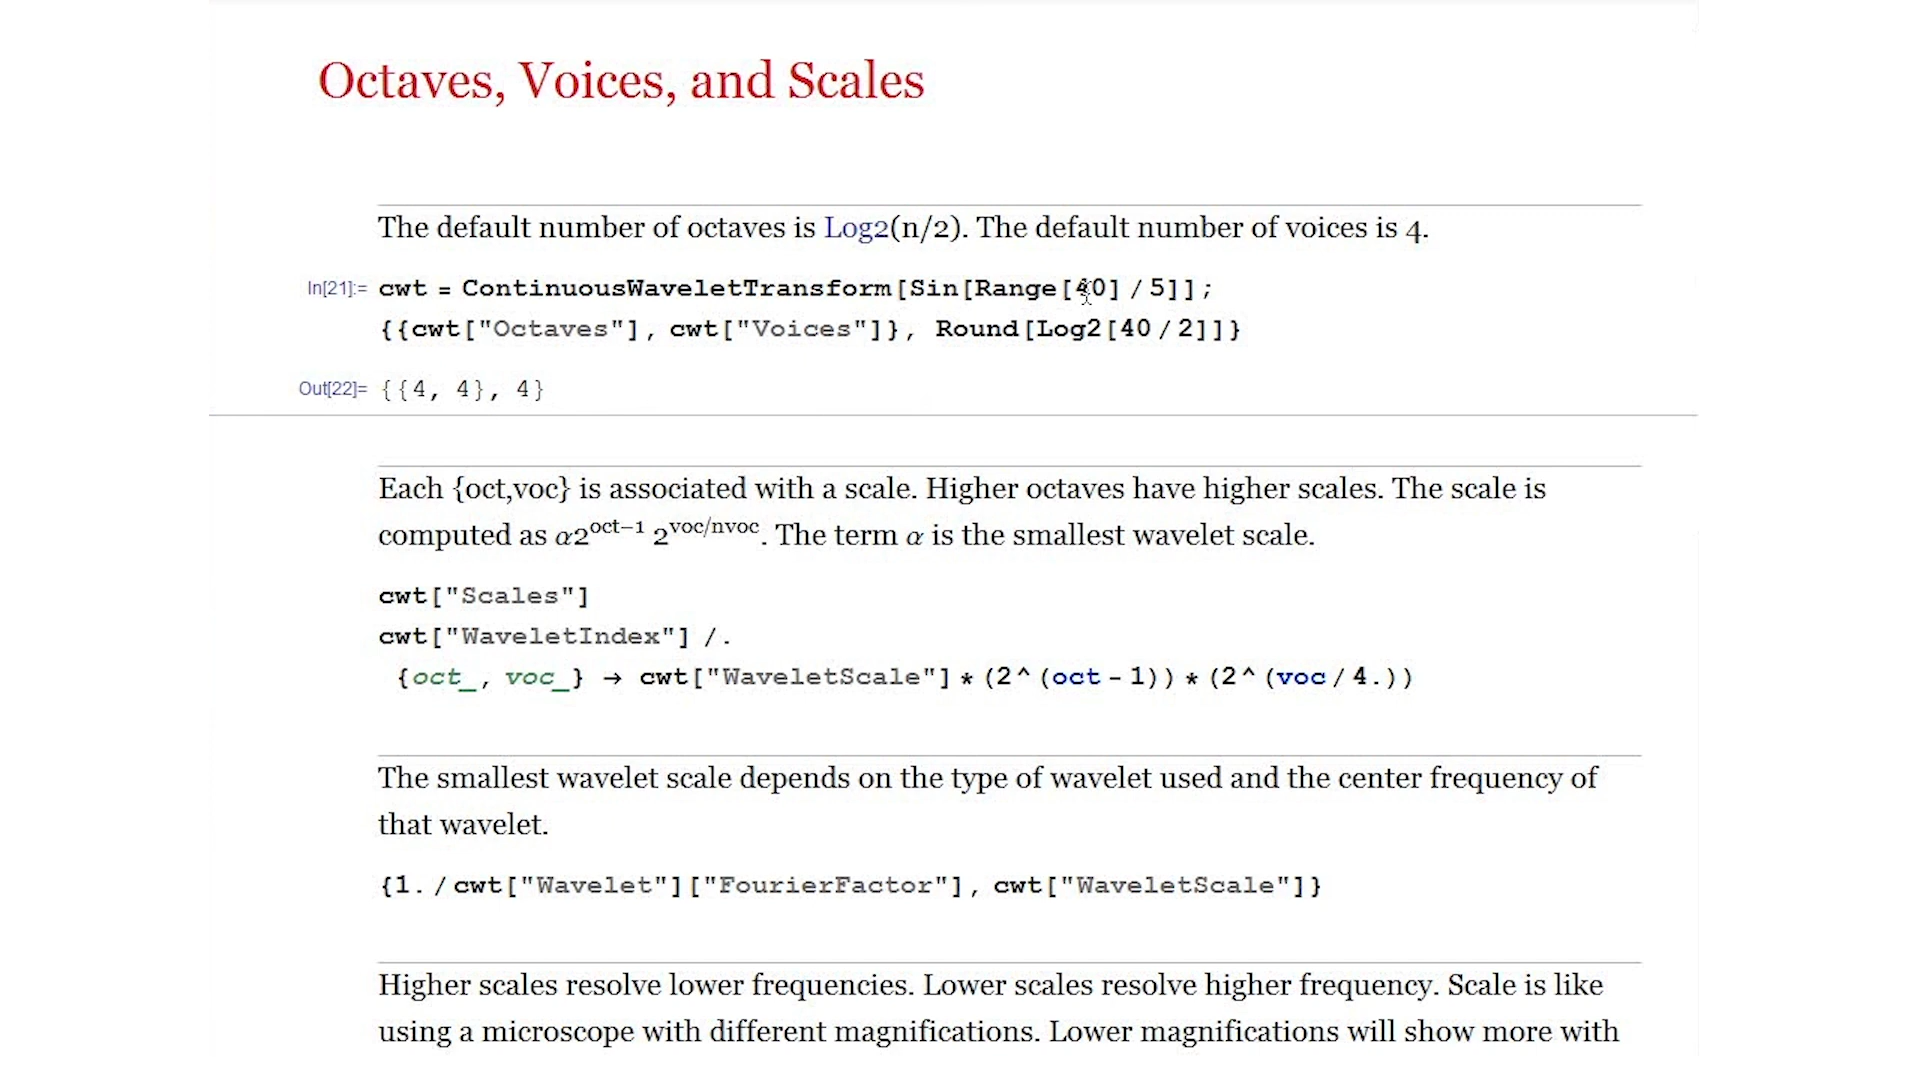 Octaves, Voices, and Scales
The default number of octaves is Log2(n/2). The default number of voices is 4.
In[21]:= cwt = ContinuousWaveletTransform[Sin[Range[40] / 5]];
{{cwt["Octaves"], cwt["Voices"]}, Round[Log2[40 / 2]]}
Out[22]= {{4, 4}, 4}
Each {oct,voc} is associated with a scale. Higher octaves have higher scales. The scale is
computed as α2^oct−1 2^voc/nvoc. The term α is the smallest wavelet scale.
cwt["Scales"]
cwt["WaveletIndex"] /.
{oct_, voc_} → cwt["WaveletScale"] * (2^(oct - 1)) * (2^(voc / 4.))
The smallest wavelet scale depends on the type of wavelet used and the center frequency of
that wavelet.
{1. / cwt["Wavelet"]["FourierFactor"], cwt["WaveletScale"]}
Higher scales resolve lower frequencies. Lower scales resolve higher frequency. Scale is like
using a microscope with different magnifications. Lower magnifications will show more with